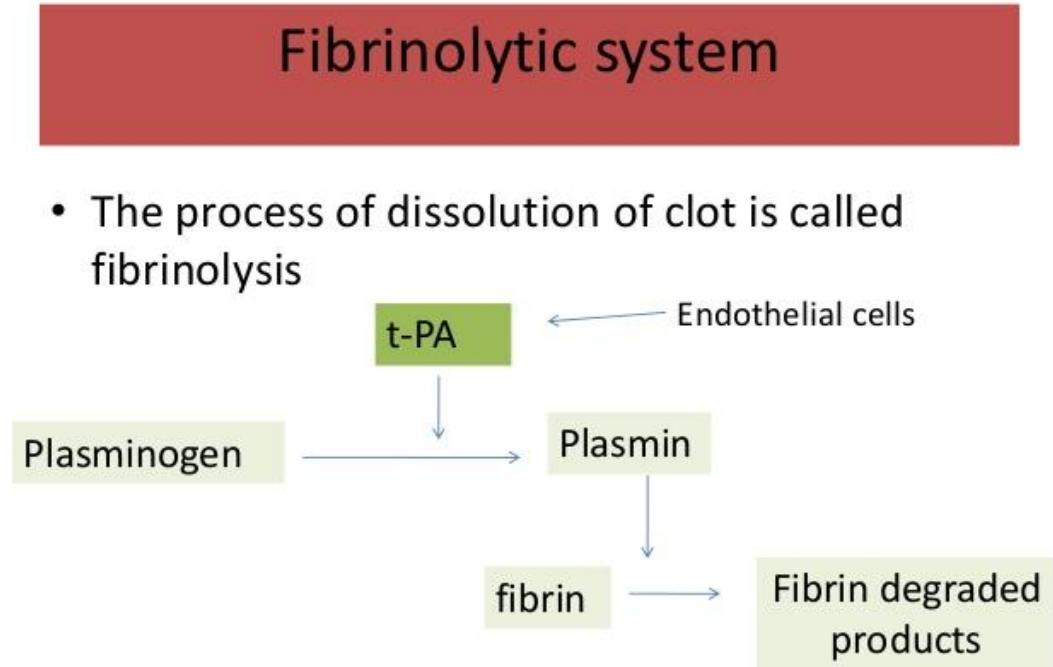 Fibrinolytic system
• The process of dissolution of clot is called
fibrinolysis
t-PA
Endothelial cells
Plasminogen
Plasmin
fibrin
Fibrin degraded
products